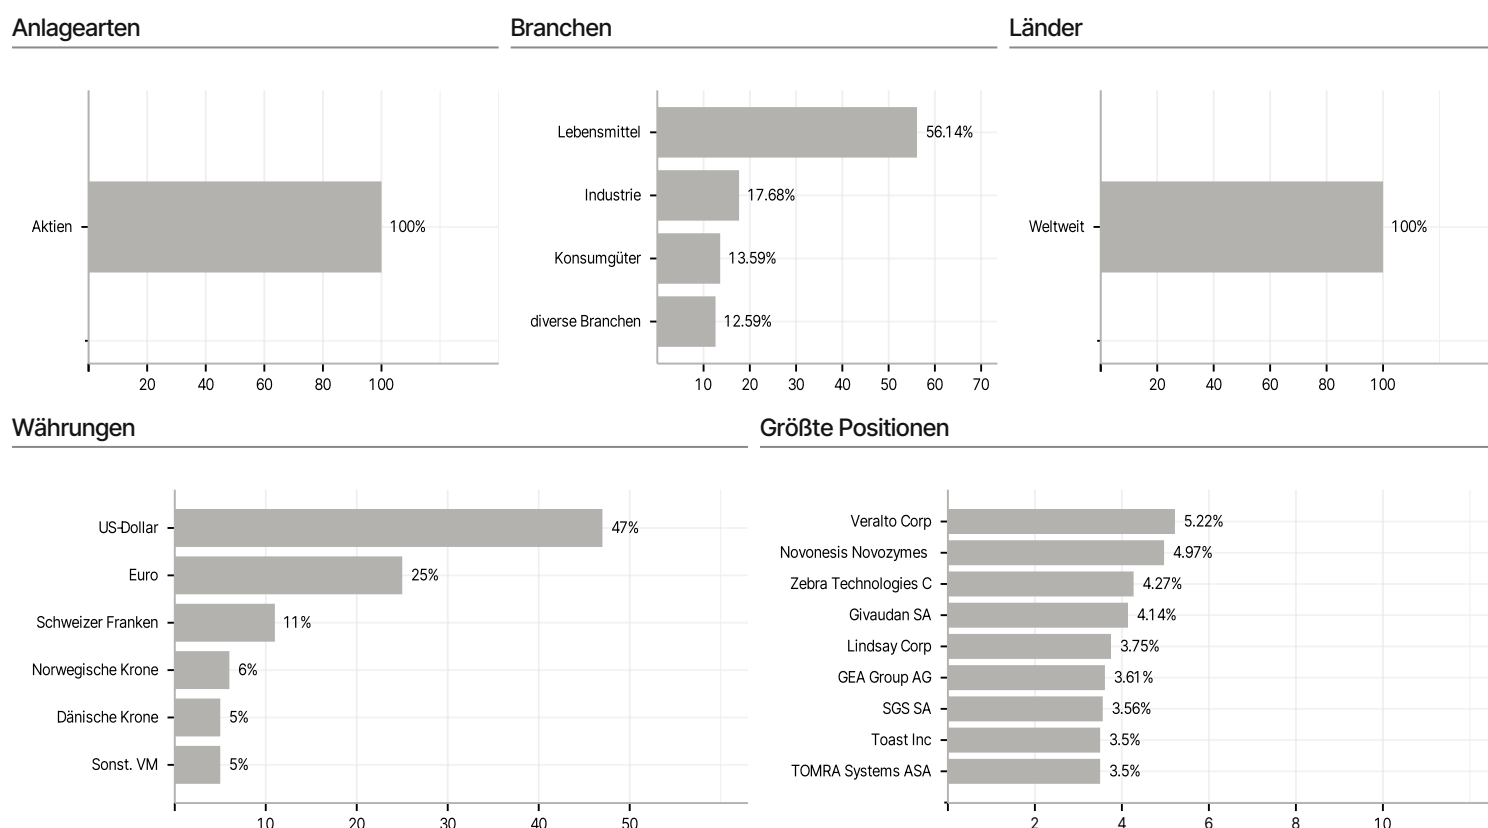 Anlagearten
Aktien
100%
20 40 60 80 100
Branchen
Lebensmittel 56.14%
Industrie 17.68%
Konsumgüter 13.59%
diverse Branchen 12.59%
10 20 30 40 50 60 70
Länder
Weltweit
100%
20 40 60 80 100
Währungen
US-Dollar 47%
Euro 25%
Schweizer Franken 11%
Norwegische Krone 6%
Dänische Krone 5%
Sonst. VM 5%
10 20 30 40 50
Größte Positionen
Veralto Corp 5.22%
Novonesis Novozymes 4.97%
Zebra Technologies C 4.27%
Givaudan SA 4.14%
Lindsay Corp 3.75%
GEA Group AG 3.61%
SGS SA 3.56%
Toast Inc 3.5%
TOMRA Systems ASA 3.5%
2 4 6 8 10